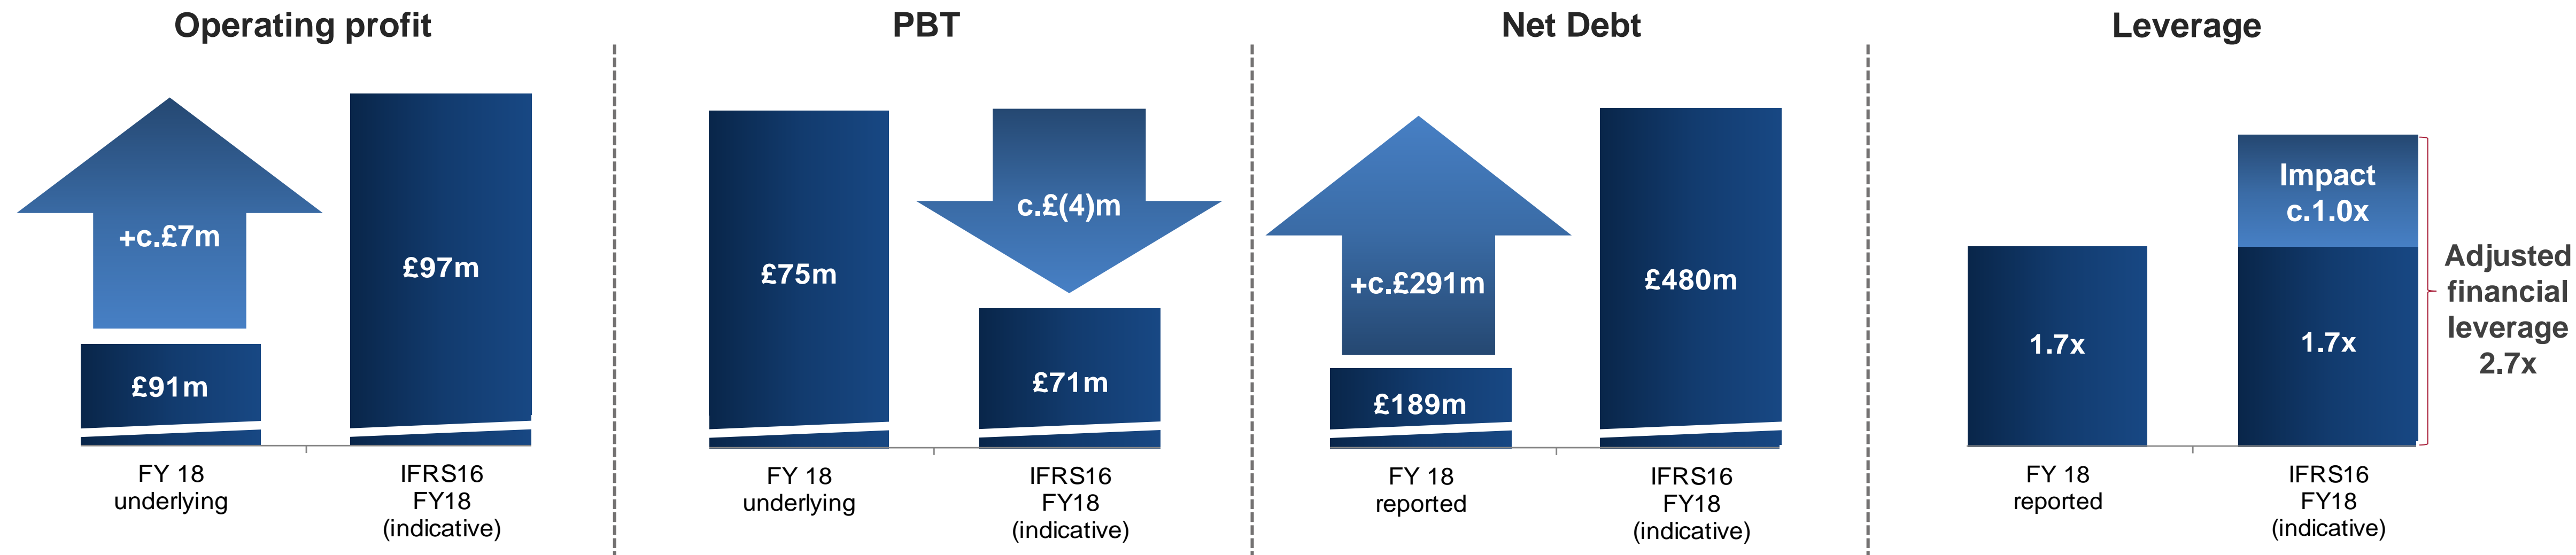 Operating profit
+c.£7m
£91m
£97m
FY 18
underlying
IFRS16
FY18
(indicative)
PBT
£75m
c.£(4)m
£71m
FY 18
underlying
IFRS16
FY18
(indicative)
Net Debt
+c.£291m
£189m
£480m
FY 18
reported
IFRS16
FY18
(indicative)
Leverage
1.7x
Impact
c.1.0x
1.7x
Adjusted
financial
leverage
2.7x
FY 18
reported
IFRS16
FY18
(indicative)